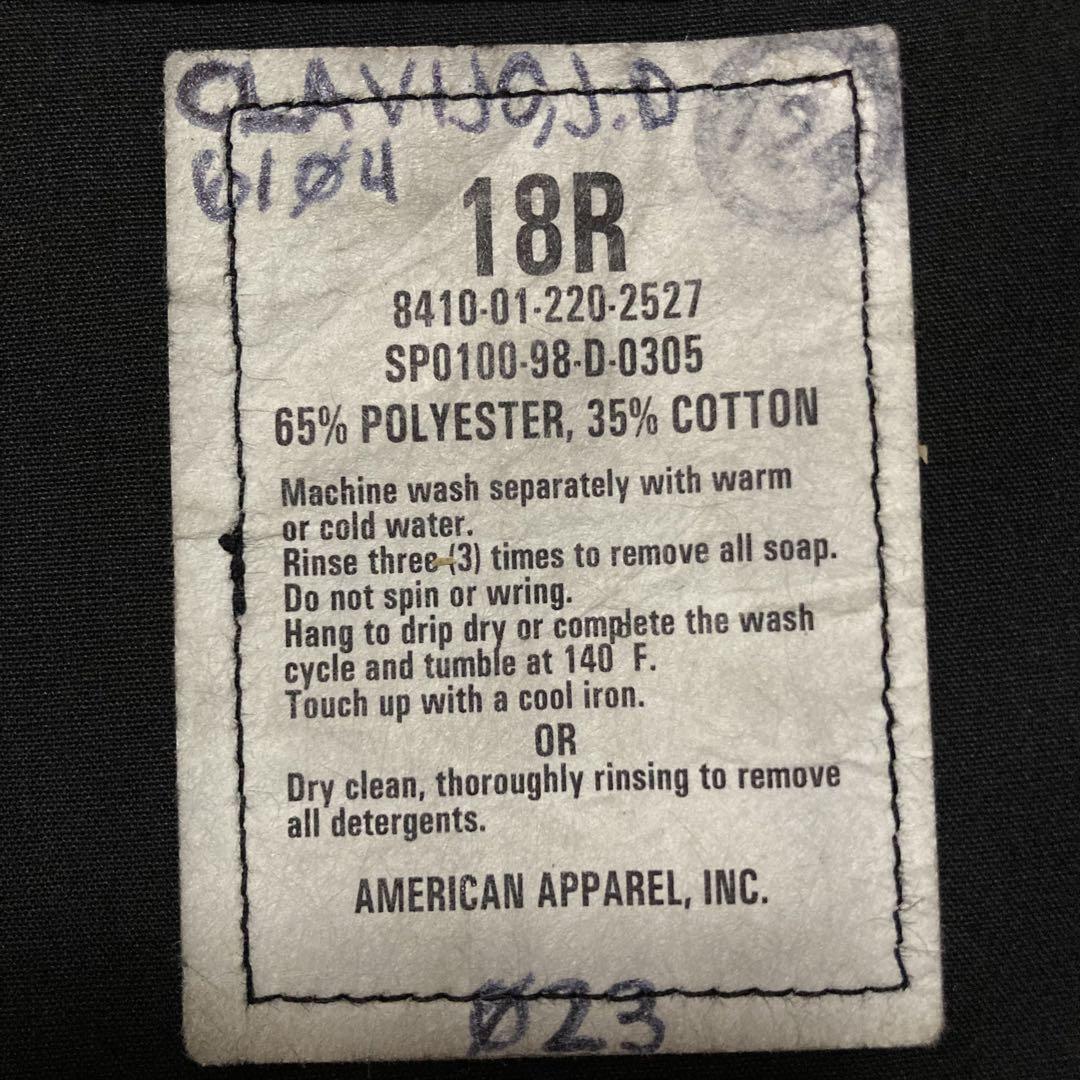 CLAVIJO, J.D
61Ø4
18R
8410-01-220-2527
SP0100-98-D-0305
65% POLYESTER, 35% COTTON
Machine wash separately with warm
or cold water.
Rinse three (3) times to remove all soap.
Do not spin or wring.
Hang to drip dry or complete the wash
cycle and tumble at 140 F.
Touch up with a cool iron.
OR
Dry clean, thoroughly rinsing to remove
all detergents.
AMERICAN APPAREL, INC.
Ø23